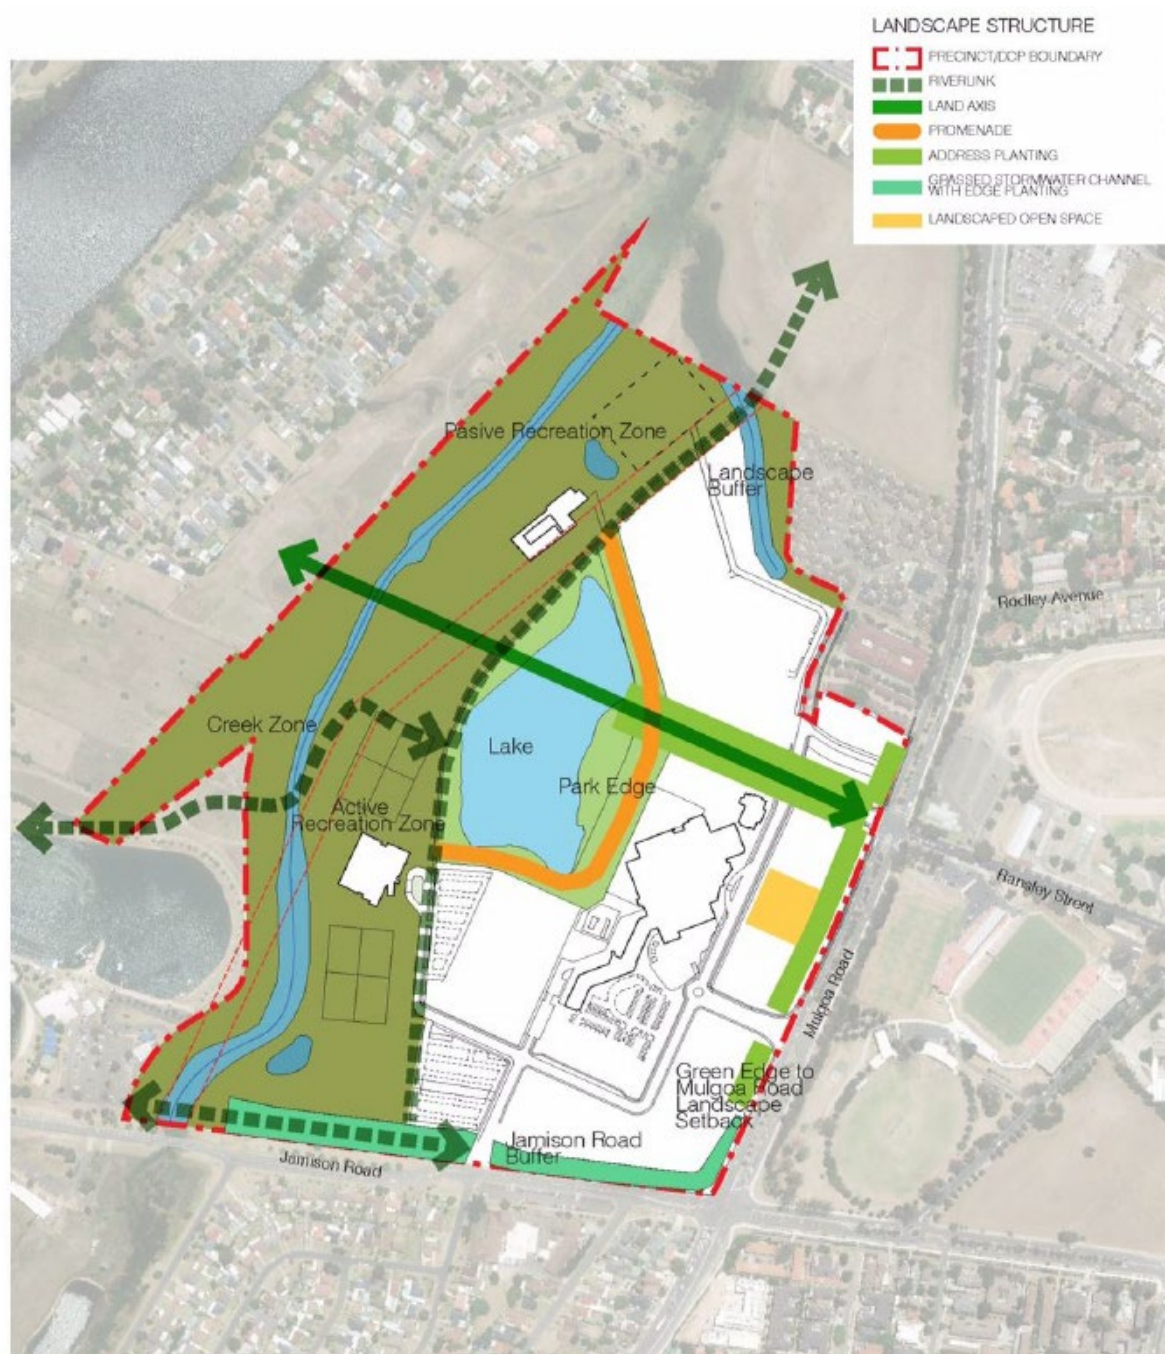 LANDSCAPE STRUCTURE
PRECINCT/DCP BOUNDARY
RIVERLINK
LAND AXIS
PROMENADE
ADDRESS PLANTING
GRASSED STORMWATER CHANNEL
WITH EDGE PLANTING
LANDSCAPED OPEN SPACE
Pasive Recreation Zone
Landscape
Buffer
Rodley Avenue
Creek Zone
Lake
Park Edge
Active
Recreation Zone
Ransley Street
Mulgoa Road
Green Edge to
Mulgoa Road
Landscape
Setback
Jamison Road
Buffer
Jamison Road